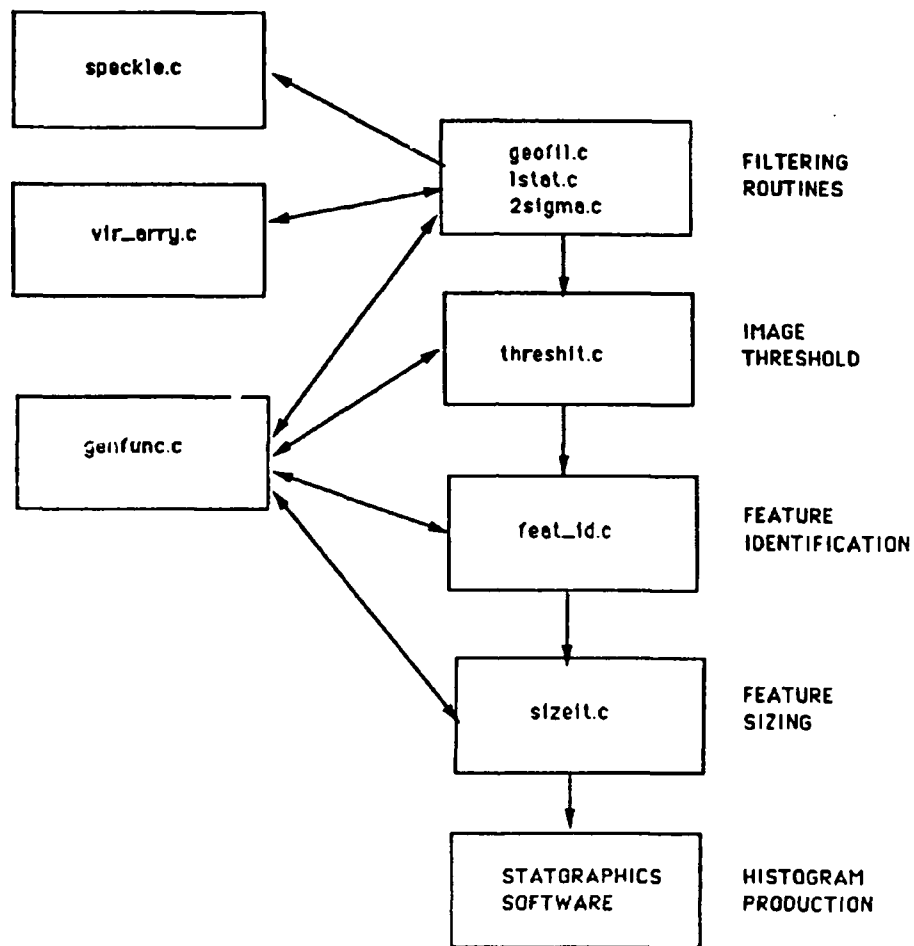 speckle.c
geofil.c
1stat.c
2sigma.c
FILTERING
ROUTINES
vir_arry.c
threshit.c
IMAGE
THRESHOLD
genfunc.c
feat_id.c
FEATURE
IDENTIFICATION
sizeit.c
FEATURE
SIZING
STATGRAPHICS
SOFTWARE
HISTOGRAM
PRODUCTION